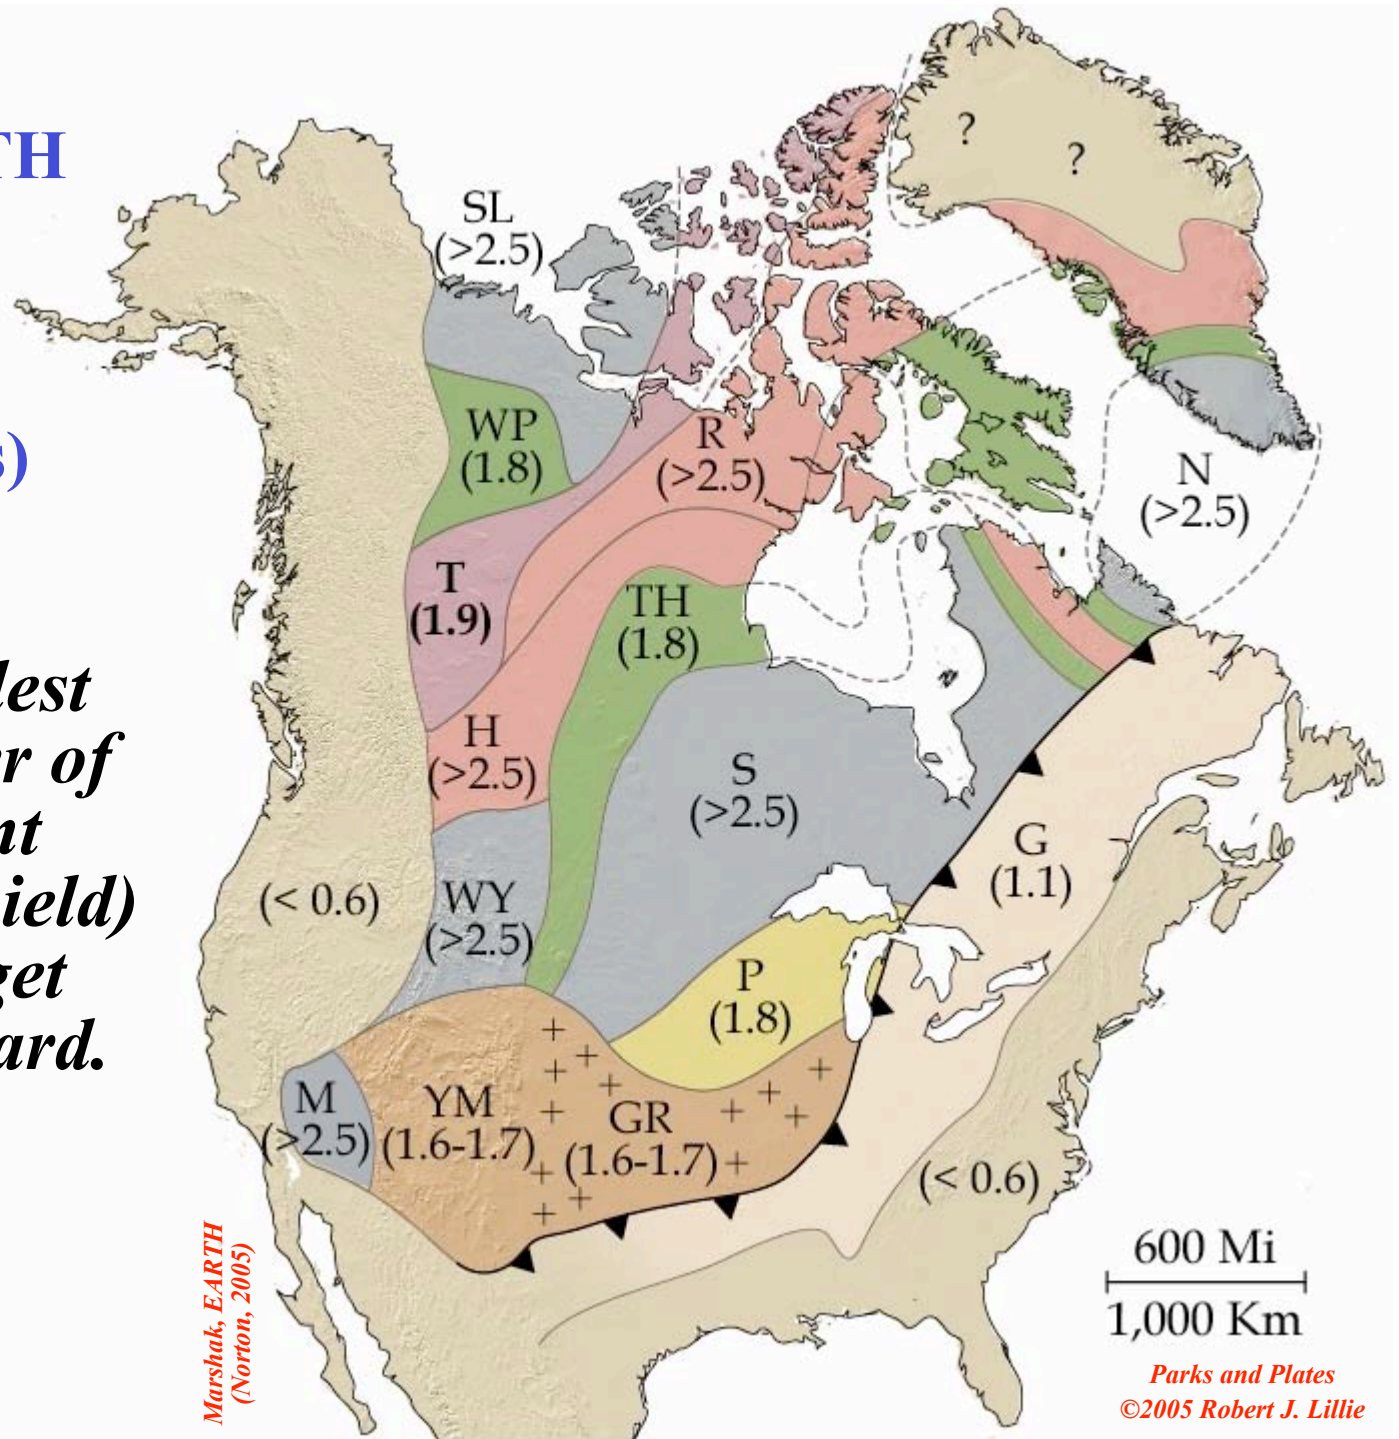 TH
s)
lest
er of
nt
ield)
get
ard.
SL
(>2.5)
?
?
WP
(1.8)
R
(>2.5)
N
(>2.5)
T
(1.9)
TH
(1.8)
H
(>2.5)
S
(>2.5)
G
(1.1)
(< 0.6)
WY
(>2.5)
P
(1.8)
M
(>2.5)
YM
(1.6-1.7)
GR
(1.6-1.7)
(< 0.6)
600 Mi
1,000 Km
Marshak, EARTH
(Norton, 2005)
Parks and Plates
©2005 Robert J. Lillie